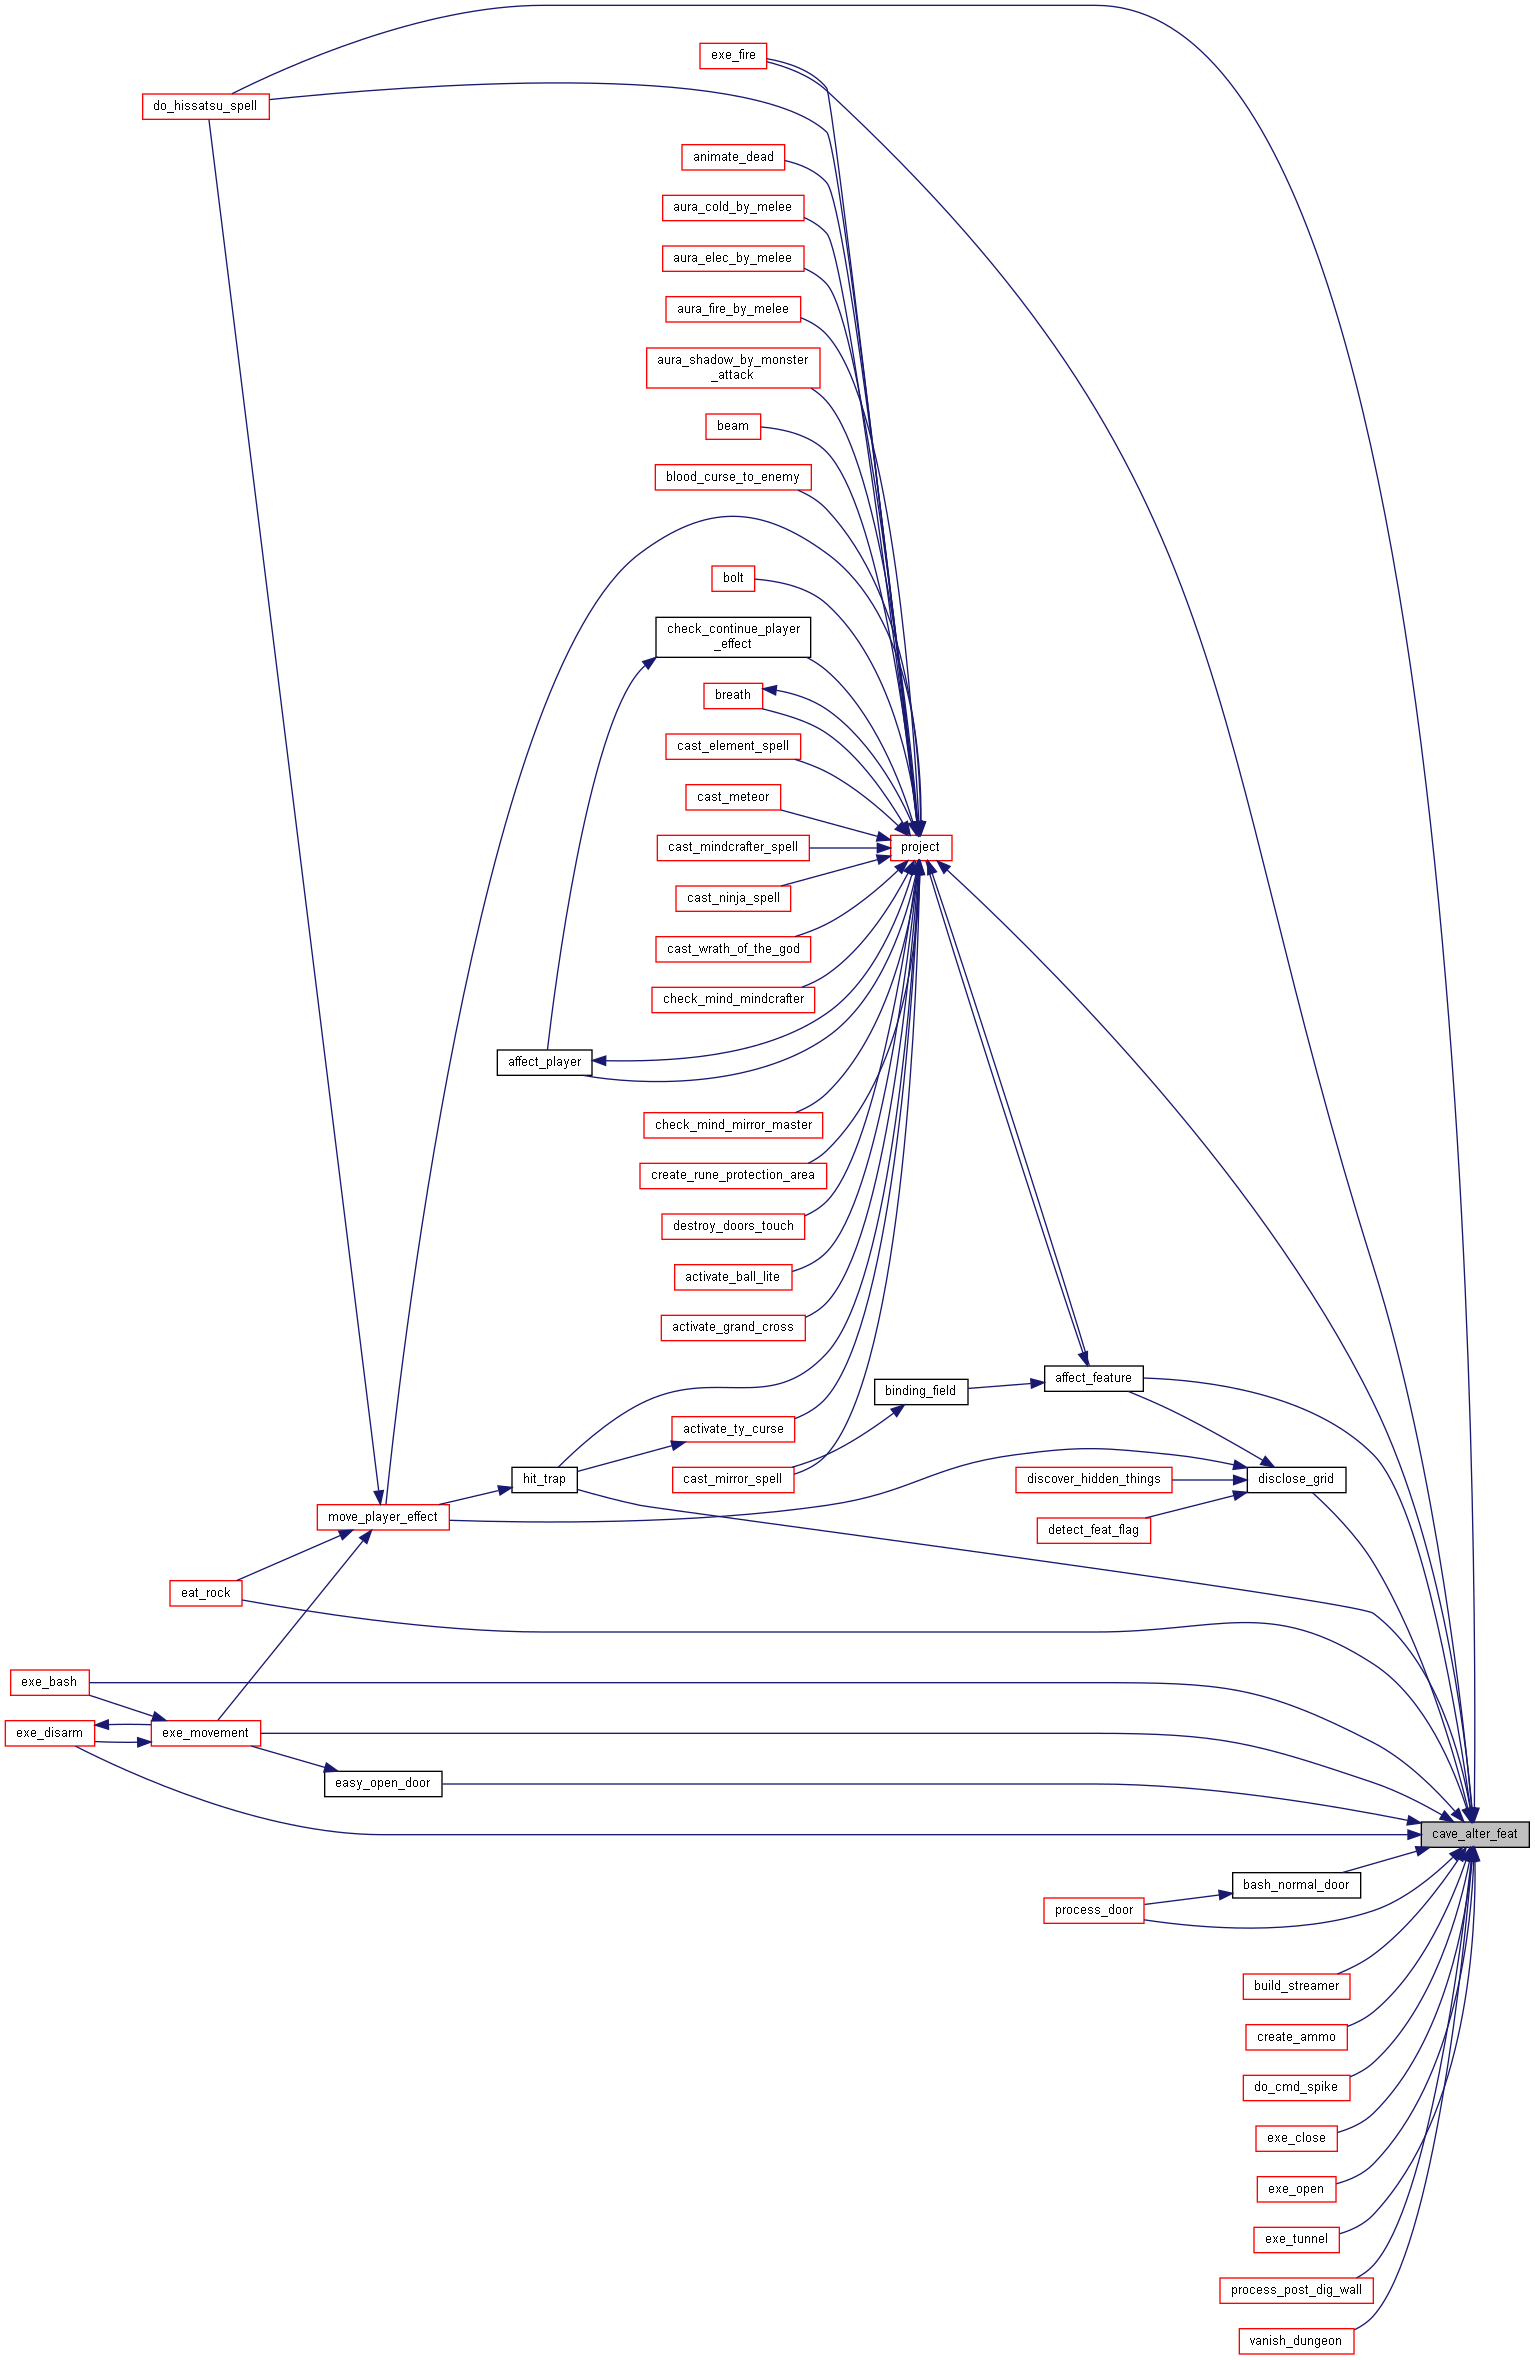 exe_fire
do_hissatsu_spell
animate_dead
aura_cold_by_melee
aura_elec_by_melee
aura_fire_by_melee
aura_shadow_by_monster
_attack
beam
blood_curse_to_enemy
bolt
check_continue_player
_effect
breath
cast_element_spell
cast_meteor
project
cast_mindcrafter_spell
cast_ninja_spell
cast_wrath_of_the_god
check_mind_mindcrafter
affect_player
check_mind_mirror_master
create_rune_protection_area
destroy_doors_touch
activate_ball_lite
activate_grand_cross
affect_feature
binding_field
activate_ty_curse
hit_trap
cast_mirror_spell
discover_hidden_things
disclose_grid
move_player_effect
detect_feat_flag
eat_rock
exe_bash
exe_disarm
exe_movement
easy_open_door
cave_alter_feat
bash_normal_door
process_door
build_streamer
create_ammo
do_cmd_spike
exe_close
exe_open
exe_tunnel
process_post_dig_wall
vanish_dungeon